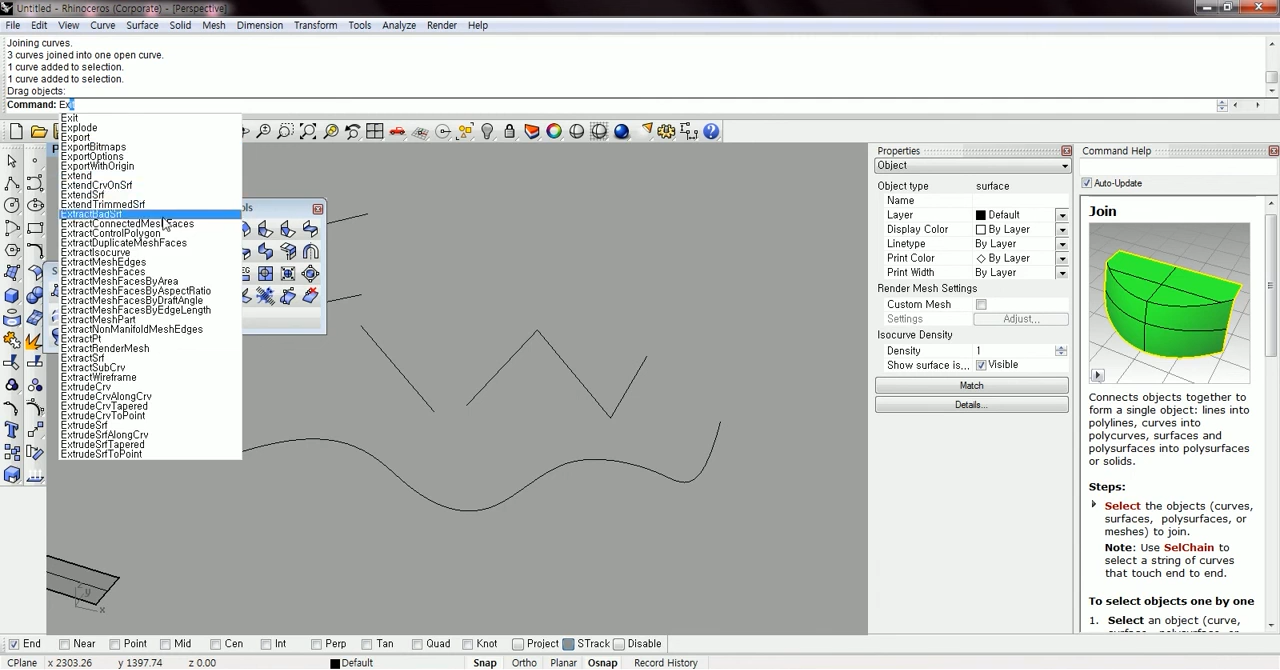 Untitled - Rhinoceros (Corporate) - [Perspective]
File Edit View Curve Surface Solid Mesh Dimension Transform Tools Analyze Render Help
Joining curves.
3 curves joined into one open curve.
1 curve added to selection.
1 curve added to selection.
Drag objects:
Command: Exit
Exit
Explode
Export
ExportBitmaps
ExportOptions
ExportWithOrigin
Extend
ExtendCrvOnSrf
ExtendSrf
ExtendTrimmedSrf
ExtractBadSrf
ExtractConnectedMeshFaces
ExtractControlPolygon
ExtractDuplicateMeshFaces
ExtractIsocurve
ExtractMeshEdges
ExtractMeshFaces
ExtractMeshFacesByArea
ExtractMeshFacesByAspectRatio
ExtractMeshFacesByDraftAngle
ExtractMeshFacesByEdgeLength
ExtractMeshPart
ExtractNonManifoldMeshEdges
ExtractPt
ExtractRenderMesh
ExtractSrf
ExtractSubCrv
ExtractWireframe
ExtrudeCrv
ExtrudeCrvAlongCrv
ExtrudeCrvTapered
ExtrudeCrvToPoint
ExtrudeSrf
ExtrudeSrfAlongCrv
ExtrudeSrfTapered
ExtrudeSrfToPoint
ols
y
x
Properties
Object
Object type surface
Name
Layer Default
Display Color By Layer
Linetype By Layer
Print Color By Layer
Print Width By Layer
Render Mesh Settings
Custom Mesh
Settings Adjust...
Isocurve Density
Density 1
Show surface is... Visible
Match
Details...
Command Help
Auto-Update
Join
Connects objects together to
form a single object: lines into
polylines, curves into
polycurves, surfaces and
polysurfaces into polysurfaces
or solids.
Steps:
Select the objects (curves,
surfaces, polysurfaces, or
meshes) to join.
Note: Use SelChain to
select a string of curves
that touch end to end.
To select objects one by one
1. Select an object (curve,
End Near Point Mid Cen Int Perp Tan Quad Knot Project STrack Disable
CPlane x 2303.26 y 1397.74 z 0.00 Default Snap Ortho Planar Osnap Record History